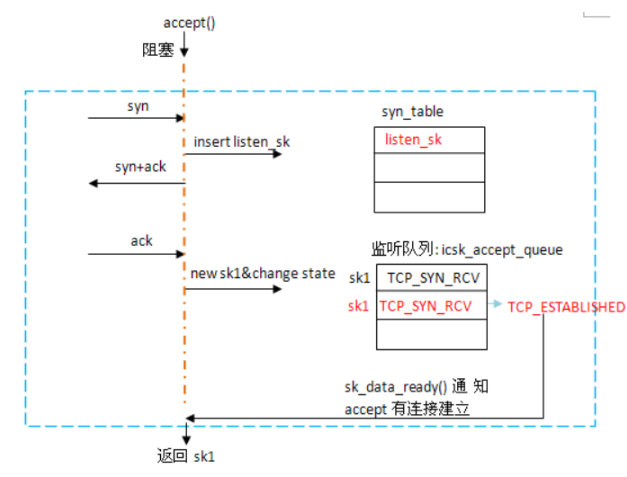 accept()
阻塞
syn
syn_table
listen_sk
insert listen_sk
syn+ack
ack
监听队列: icsk_accept_queue
new sk1&change state
sk1
TCP_SYN_RCV
sk1
TCP_SYN_RCV
TCP_ESTABLISHED
sk_data_ready() 通 知
accept 有连接建立
返回 sk1